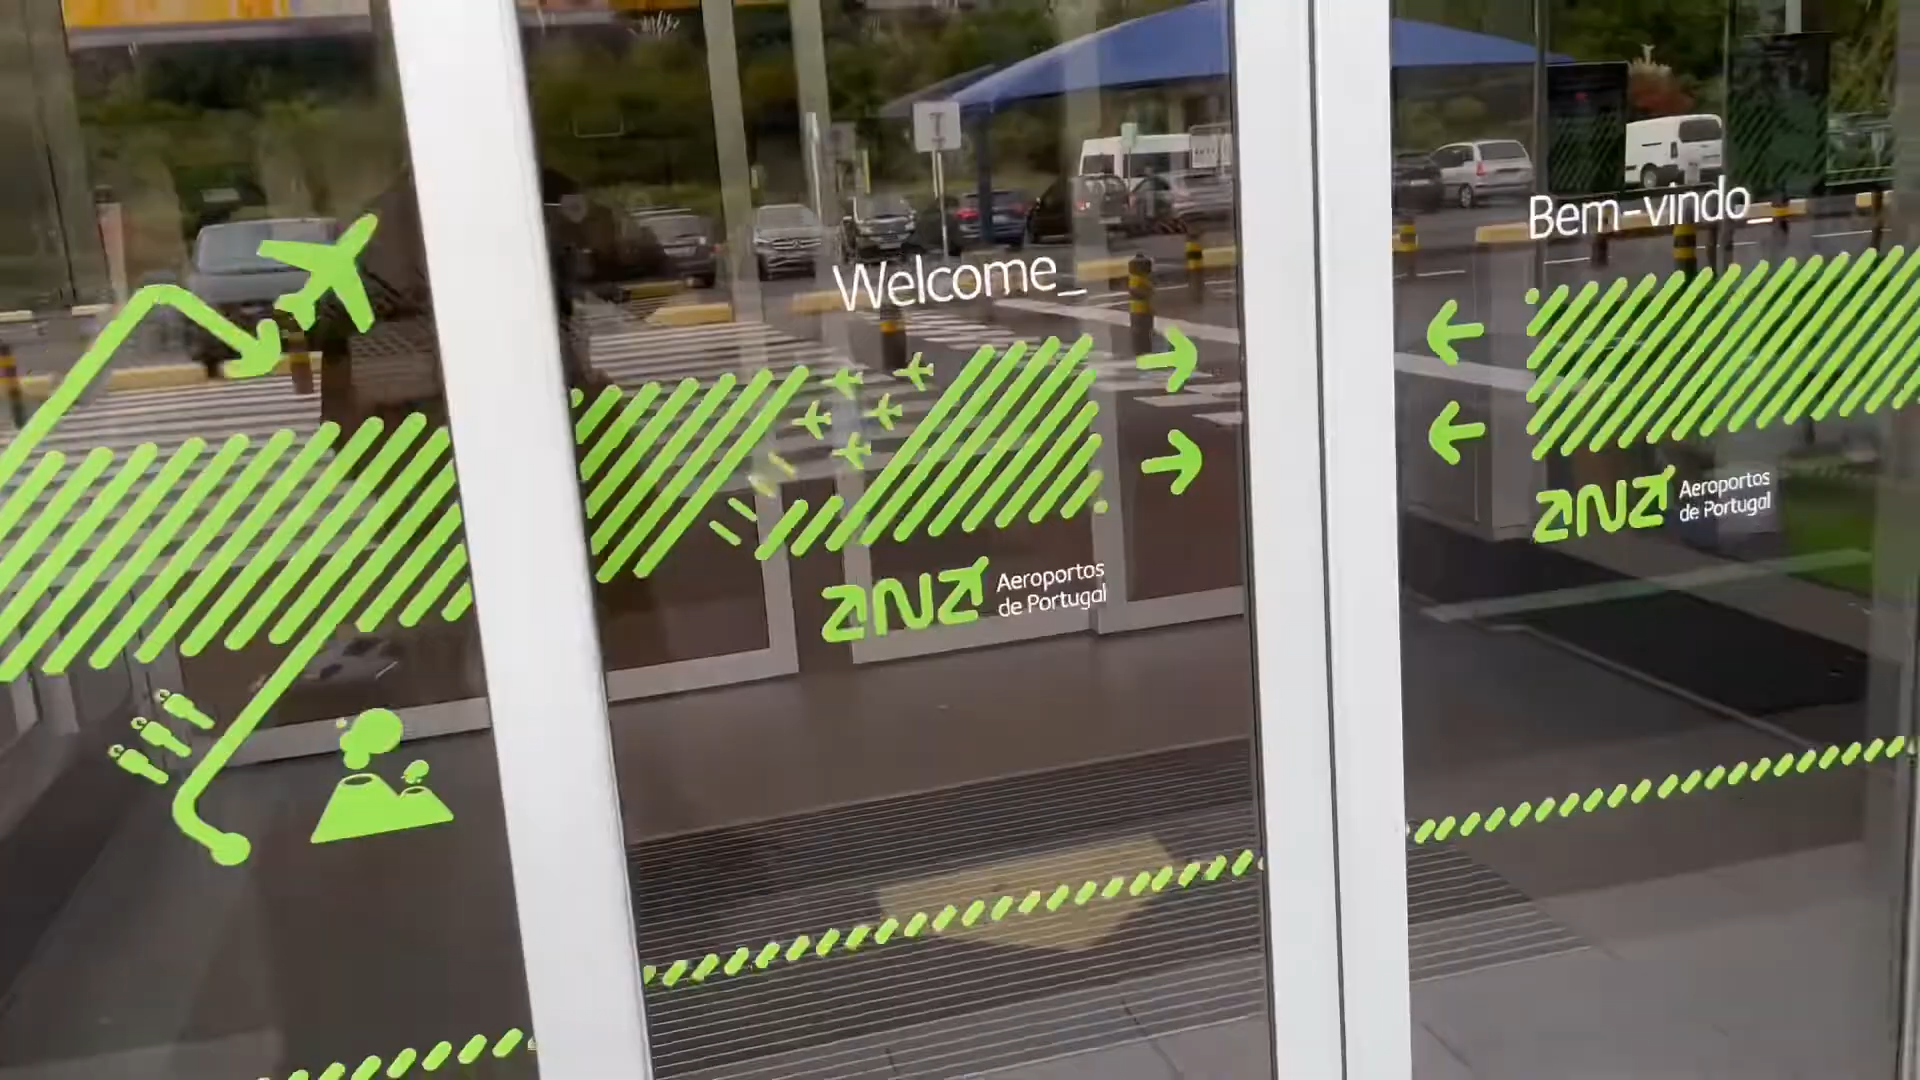 Welcome_
ana Aeroportos
de Portugal
Bem-vindo_
ana Aeroportos
de Portugal